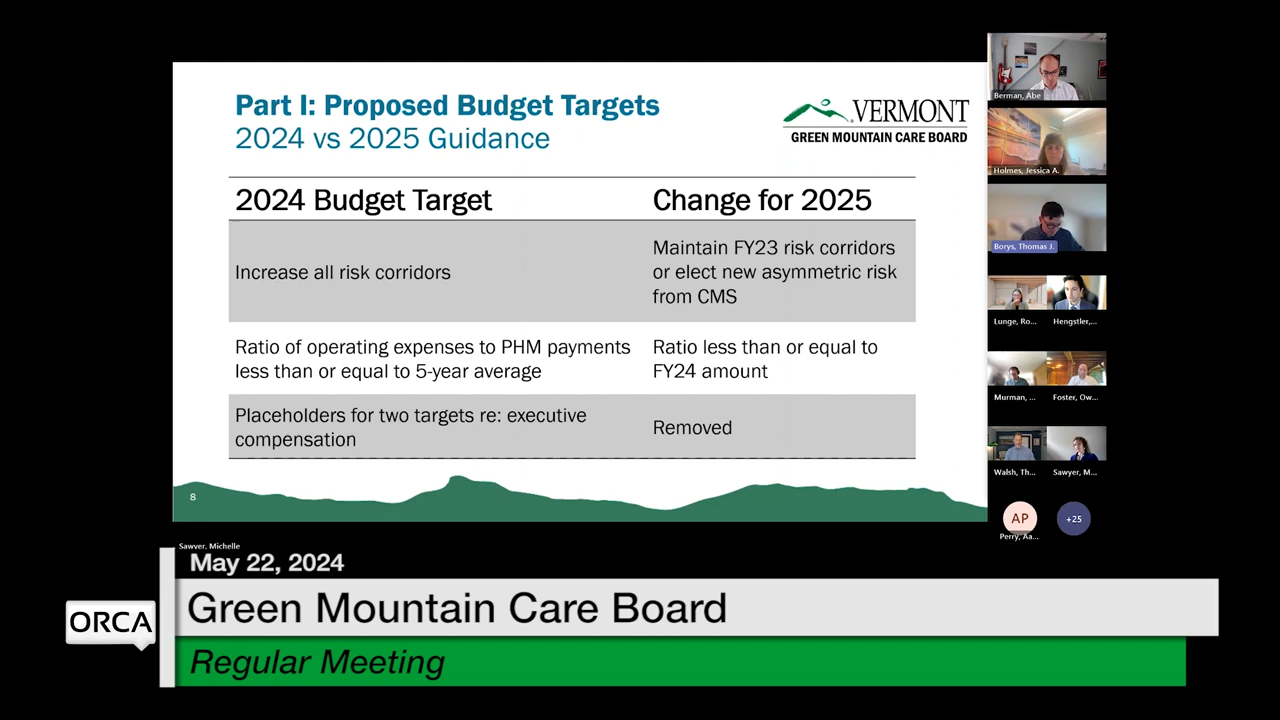 Part I: Proposed Budget Targets
2024 vs 2025 Guidance
VERMONT
GREEN MOUNTAIN CARE BOARD
2024 Budget Target
Change for 2025
Increase all risk corridors
Maintain FY23 risk corridors
or elect new asymmetric risk
from CMS
Ratio of operating expenses to PHM payments
less than or equal to 5-year average
Ratio less than or equal to
FY24 amount
Placeholders for two targets re: executive
compensation
Removed
8
Berman, Abe
Holmes, Jessica A.
Borys, Thomas J.
Lunge, Ro...
Hengstler,...
Murman, ...
Foster, Ow...
Walsh, Th...
Sawyer, M...
AP
+25
Perry, Aa...
Sawyer, Michelle
May 22, 2024
ORCA
Green Mountain Care Board
Regular Meeting